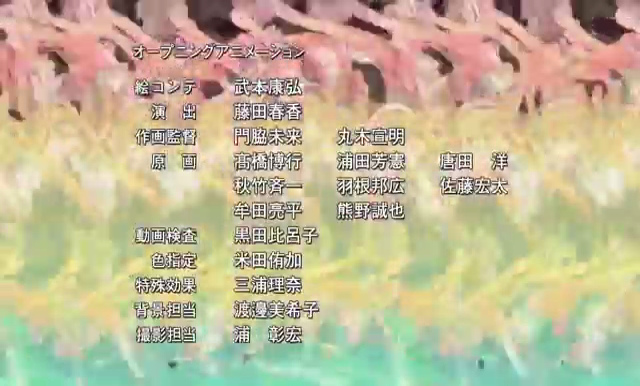 オープニングアニメーション
絵コンテ 武本康弘
演　出 藤田春香
作画監督 門脇未来 丸木宣明
原　画 髙橋博行 浦田芳憲 唐田　洋
秋竹斉一 羽根邦広 佐藤宏太
牟田亮平 熊野誠也
動画検査 黒田比呂子
色指定 米田侑加
特殊効果 三浦理奈
背景担当 渡邊美希子
撮影担当 浦　彰宏